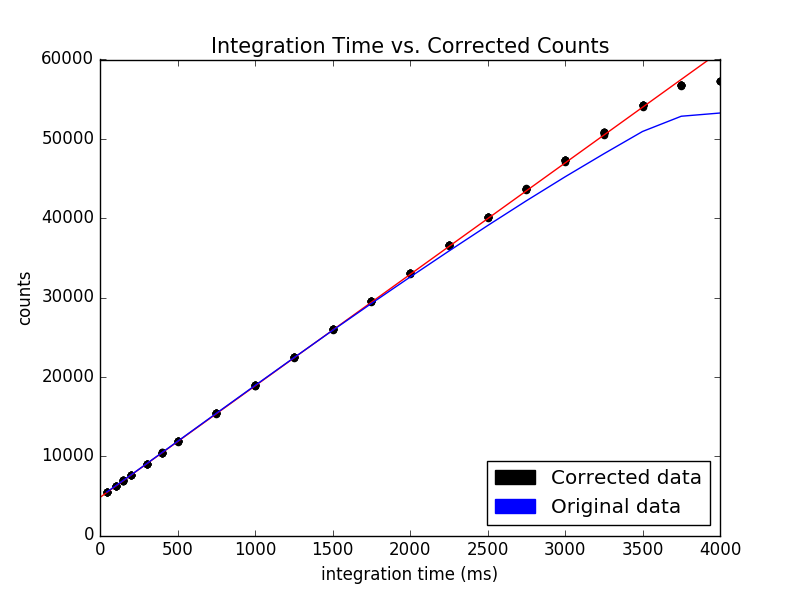 Integration Time vs. Corrected Counts
60000
50000
40000
30000
20000
10000
0
counts
Corrected data
Original data
0 500 1000 1500 2000 2500 3000 3500 4000
integration time (ms)